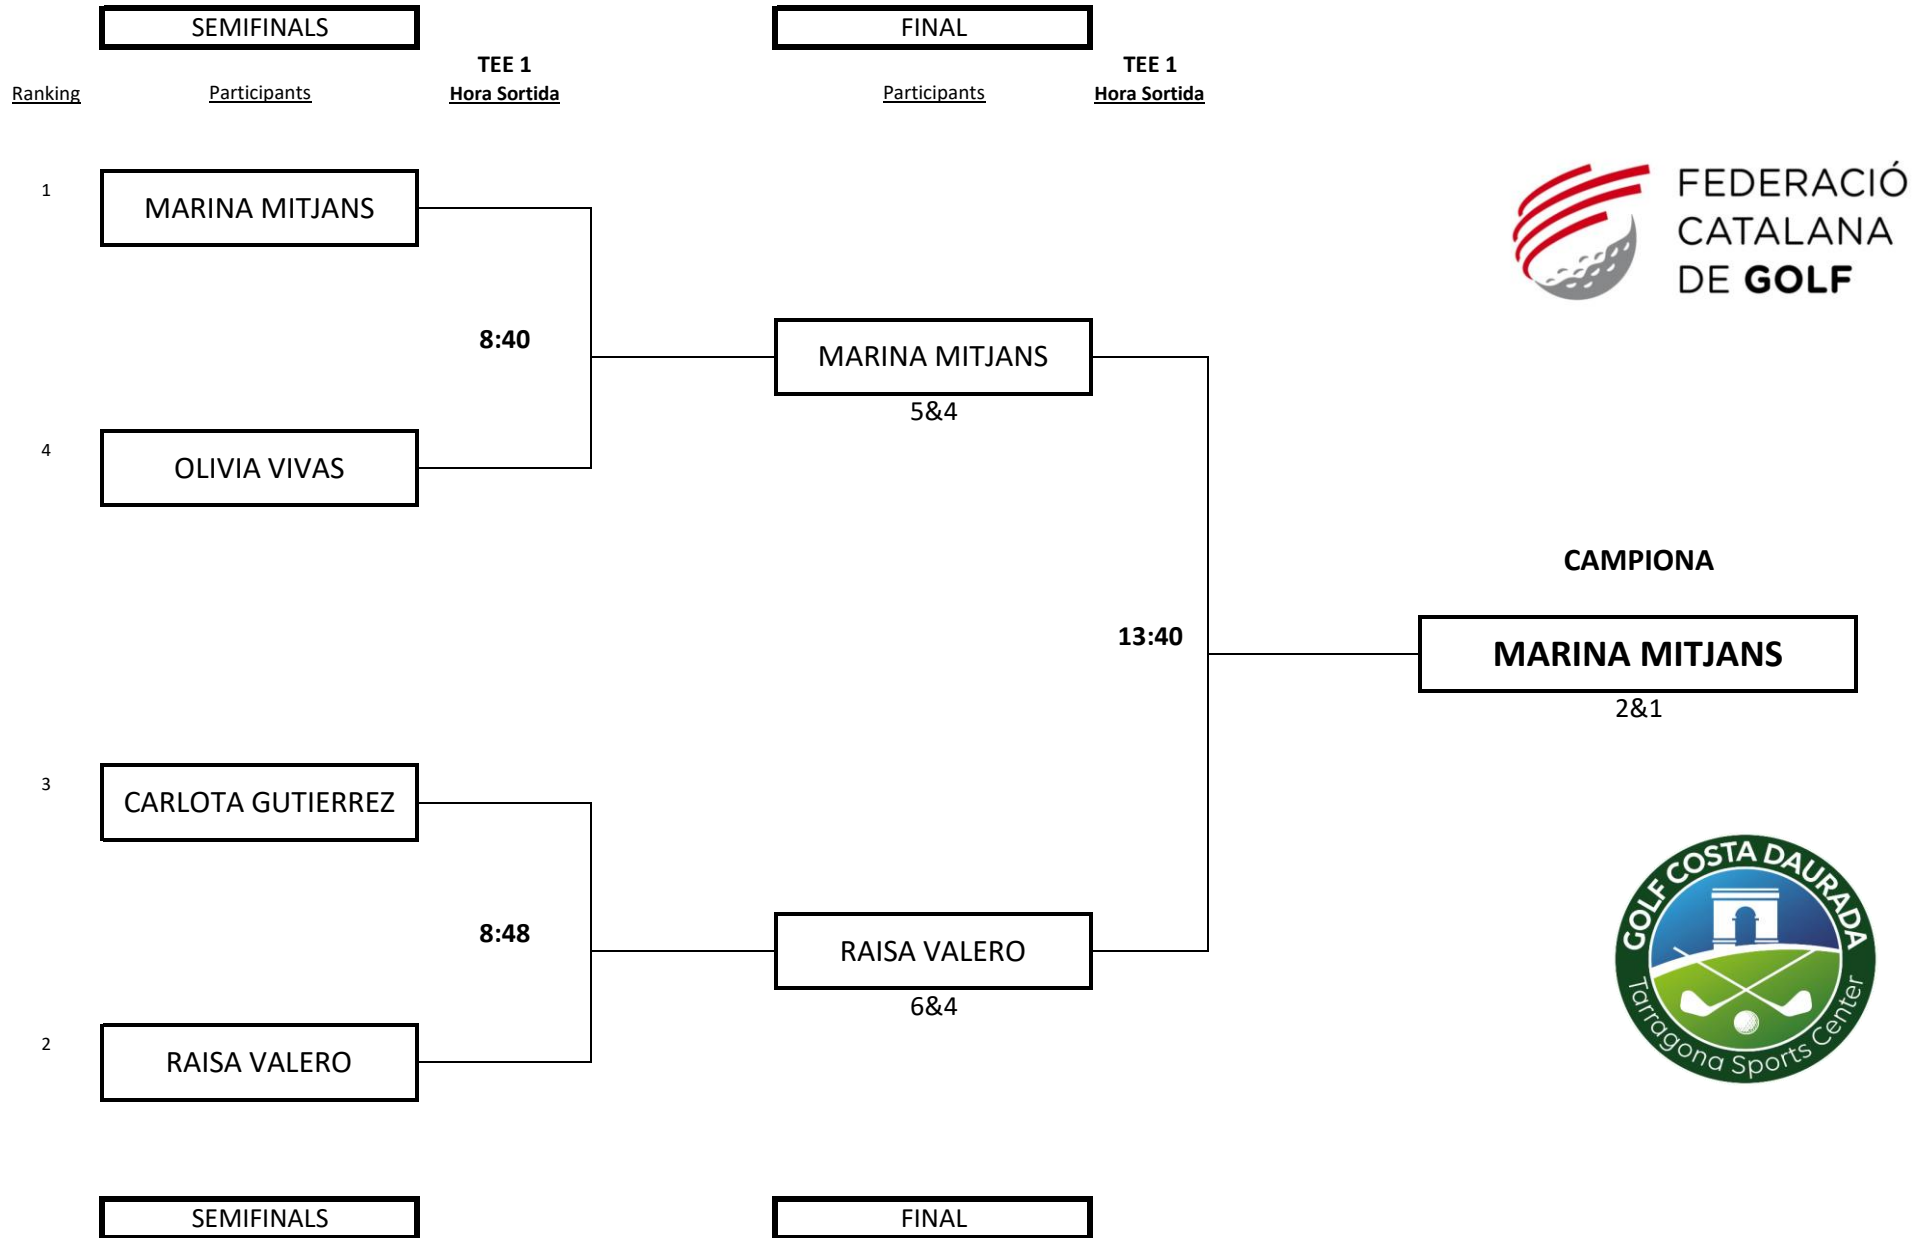 SEMIFINALS
FINAL
TEE 1
TEE 1
Ranking
Participants
Hora Sortida
Participants
Hora Sortida
1
MARINA MITJANS
FEDERACIÓ
CATALANA
DE GOLF
8:40
MARINA MITJANS
5&4
4
OLIVIA VIVAS
CAMPIONA
13:40
MARINA MITJANS
2&1
3
CARLOTA GUTIERREZ
GOLF COSTA DAURADA
Tarragona Sports Center
8:48
RAISA VALERO
6&4
2
RAISA VALERO
SEMIFINALS
FINAL